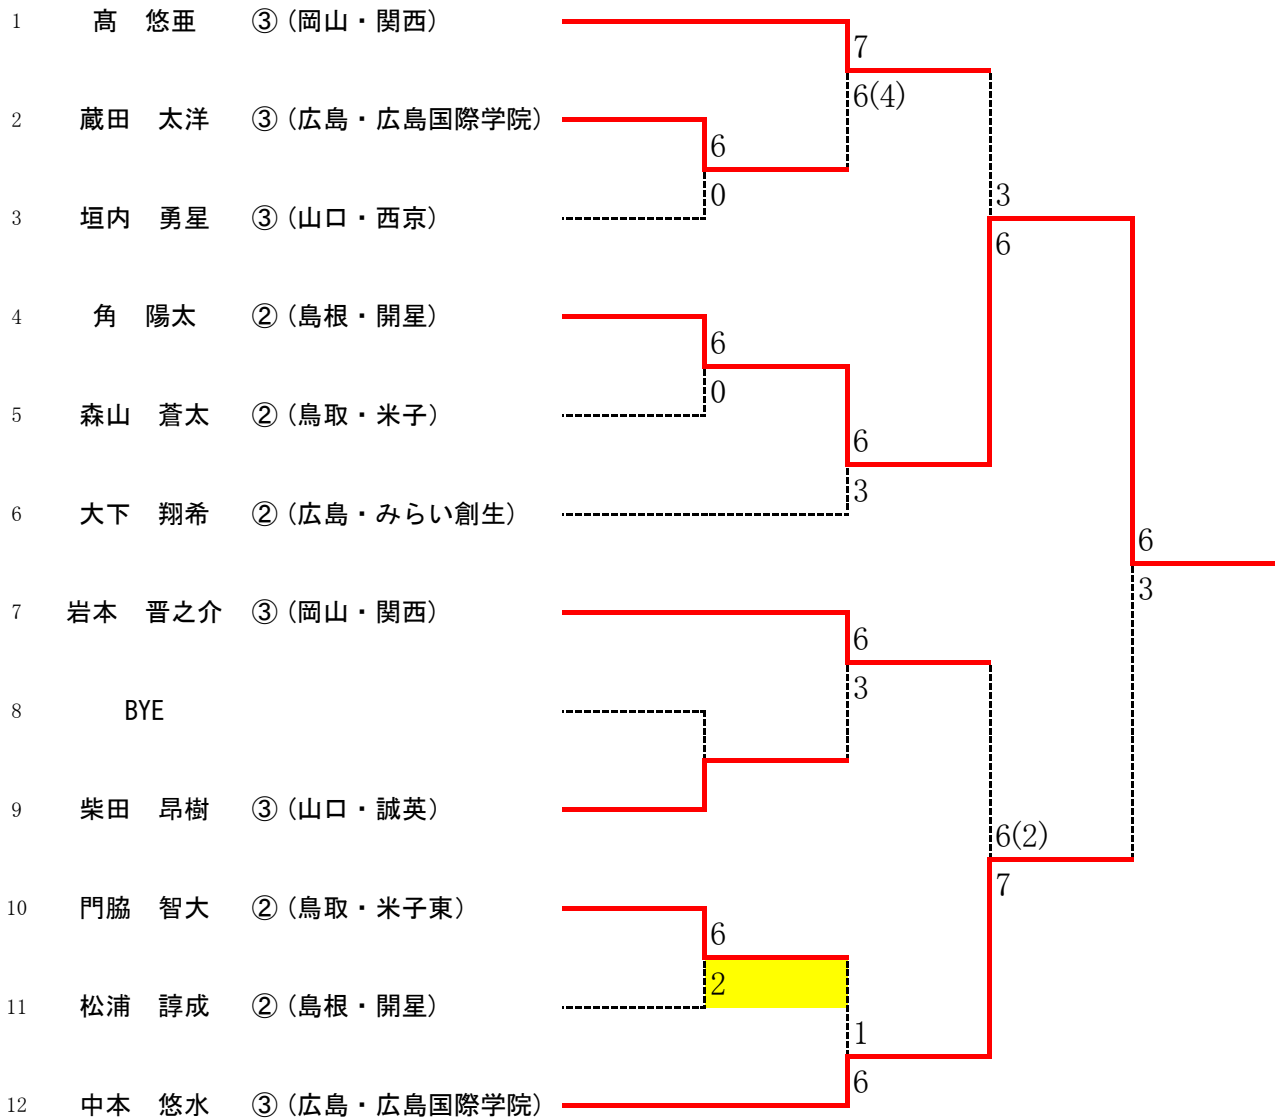 1 髙 悠亜 ③ (岡山・関西)
7
6(4)
2 蔵田 太洋 ③ (広島・広島国際学院)
6
0
3
3 垣内 勇星 ③ (山口・西京)
6
4 角 陽太 ② (島根・開星)
6
0
5 森山 蒼太 ② (鳥取・米子)
6
3
6 大下 翔希 ② (広島・みらい創生)
6
3
7 岩本 晋之介 ③ (岡山・関西)
6
3
8 BYE
9 柴田 昂樹 ③ (山口・誠英)
6(2)
7
10 門脇 智大 ② (鳥取・米子東)
6
2
11 松浦 諄成 ② (島根・開星)
1
6
12 中本 悠水 ③ (広島・広島国際学院)